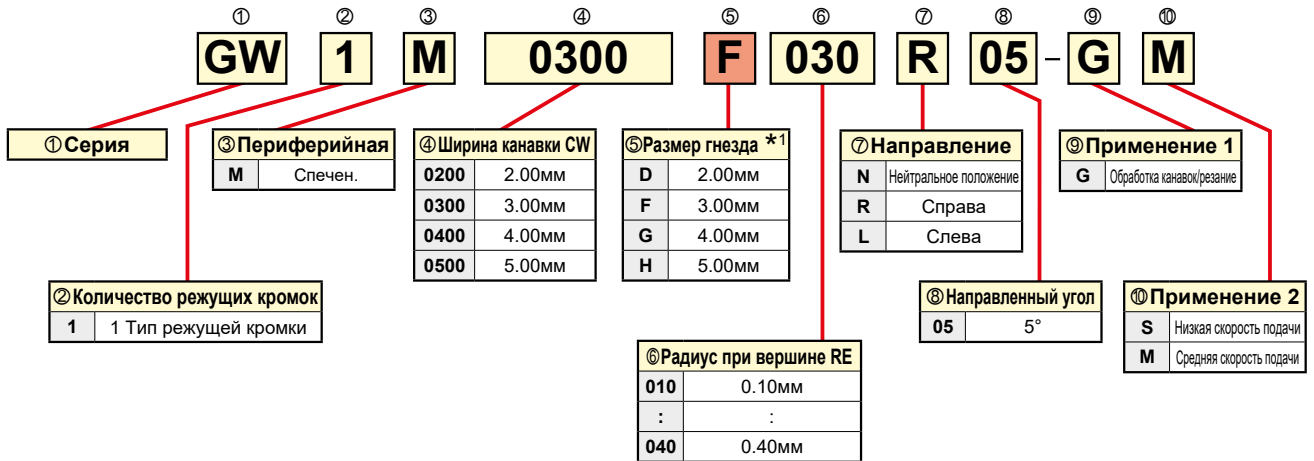 ① ② ③ ④ ⑤ ⑥ ⑦ ⑧ ⑨ ⑩
GW 1 M 0300 F 030 R 05 - G M
①Серия
③Периферийная
M Спечен.
④Ширина канавки CW
0200 2.00мм
0300 3.00мм
0400 4.00мм
0500 5.00мм
⑤Размер гнезда *1
D 2.00мм
F 3.00мм
G 4.00мм
H 5.00мм
⑦Направление
N Нейтральное положение
R Справа
L Слева
⑨Применение 1
G Обработка канавок/резание
②Количество режущих кромок
1 1 Тип режущей кромки
⑧Направленный угол
05 5°
⑩Применение 2
S Низкая скорость подачи
M Средняя скорость подачи
⑥Радиус при вершине RE
010 0.10мм
: :
040 0.40мм